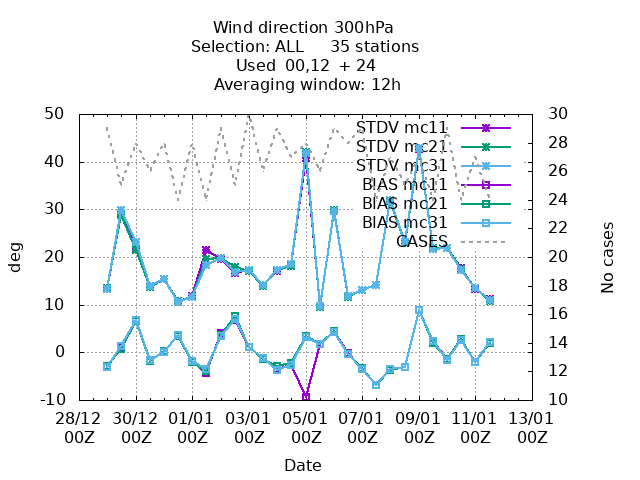 Wind direction 300hPa
Selection: ALL 35 stations
Used 00,12 + 24
Averaging window: 12h
50
40
30
20
10
0
-10
30
28
26
24
22
20
18
16
14
12
10
deg
No cases
STDV mc11
STDV mc21
STDV mc31
BIAS mc11
BIAS mc21
BIAS mc31
CASES
28/12 30/12 01/01 03/01 05/01 07/01 09/01 11/01 13/01
00Z 00Z 00Z 00Z 00Z 00Z 00Z 00Z 00Z
Date